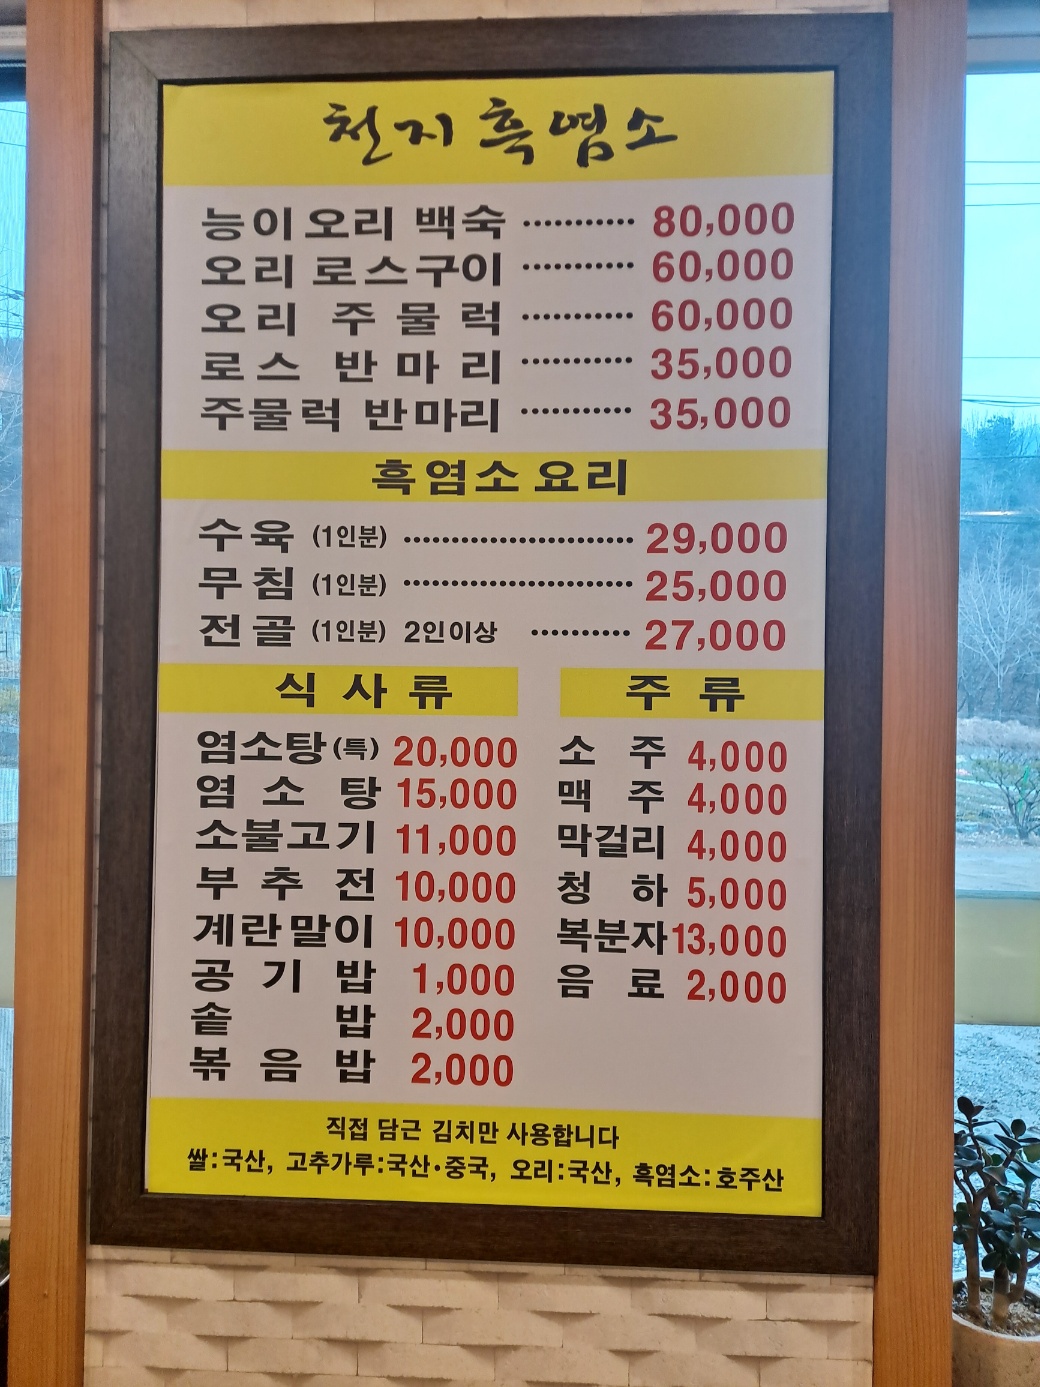 천지흑염소
능이오리 백숙 ··········· 80,000
오리 로스구이 ··········· 60,000
오리 주물럭 ··········· 60,000
로스 반마리 ··········· 35,000
주물럭 반마리 ··········· 35,000
흑염소요리
수육 (1인분) ······················ 29,000
무침 (1인분) ······················ 25,000
전골 (1인분) 2인이상 ·········· 27,000
식사류
염소탕(특) 20,000
염소탕 15,000
소불고기 11,000
부추전 10,000
계란말이 10,000
공기밥 1,000
솥밥 2,000
볶음밥 2,000
주류
소주 4,000
맥주 4,000
막걸리 4,000
청하 5,000
복분자 13,000
음료 2,000
직접 담근 김치만 사용합니다
쌀:국산, 고추가루:국산·중국, 오리:국산, 흑염소:호주산